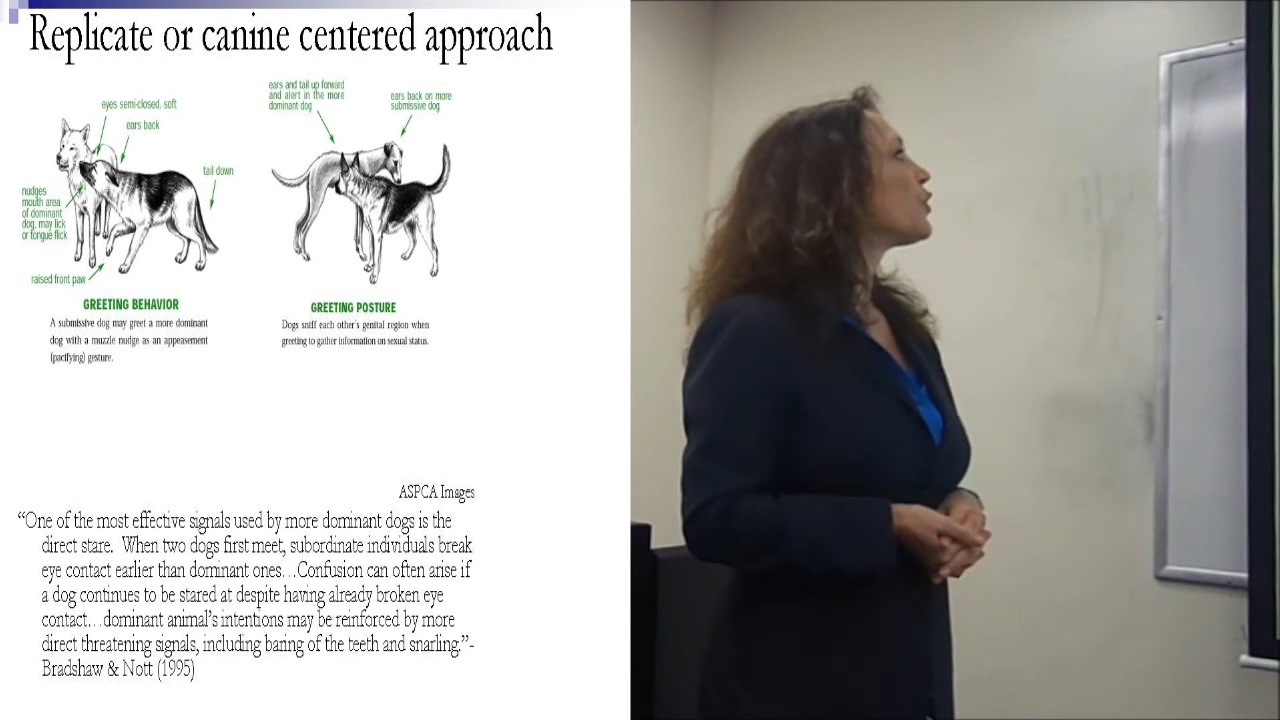 Replicate or canine centered approach
eyes semi-closed, soft
ears back
tail down
nudges
mouth area
of dominant
dog, may lick
or tongue flick
raised front paw
GREETING BEHAVIOR
A submissive dog may greet a more dominant
dog with a muzzle nudge as an appeasement
(pacifying) gesture.
ears and tail up forward
and alert in the more
dominant dog
ears back on more
submissive dog
GREETING POSTURE
Dogs sniff each other's genital region when
greeting to gather information on sexual status.
ASPCA Images
“One of the most effective signals used by more dominant dogs is the
direct stare. When two dogs first meet, subordinate individuals break
eye contact earlier than dominant ones…Confusion can often arise if
a dog continues to be stared at despite having already broken eye
contact…dominant animal’s intentions may be reinforced by more
direct threatening signals, including baring of the teeth and snarling.”-
Bradshaw & Nott (1995)